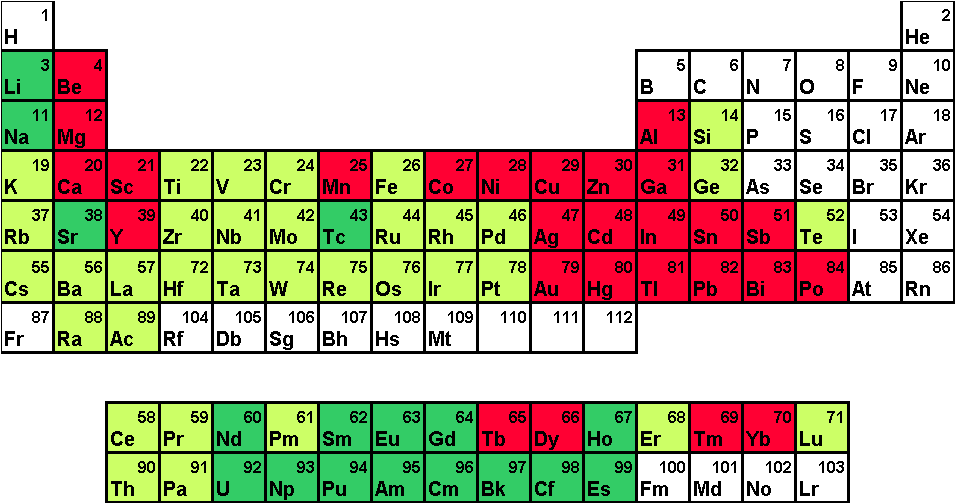 1 2
H He
3 4 5 6 7 8 9 10
Li Be B C N O F Ne
11 12 13 14 15 16 17 18
Na Mg Al Si P S Cl Ar
19 20 21 22 23 24 25 26 27 28 29 30 31 32 33 34 35 36
K Ca Sc Ti V Cr Mn Fe Co Ni Cu Zn Ga Ge As Se Br Kr
37 38 39 40 41 42 43 44 45 46 47 48 49 50 51 52 53 54
Rb Sr Y Zr Nb Mo Tc Ru Rh Pd Ag Cd In Sn Sb Te I Xe
55 56 57 72 73 74 75 76 77 78 79 80 81 82 83 84 85 86
Cs Ba La Hf Ta W Re Os Ir Pt Au Hg Tl Pb Bi Po At Rn
87 88 89 104 105 106 107 108 109 110 111 112
Fr Ra Ac Rf Db Sg Bh Hs Mt
58 59 60 61 62 63 64 65 66 67 68 69 70 71
Ce Pr Nd Pm Sm Eu Gd Tb Dy Ho Er Tm Yb Lu
90 91 92 93 94 95 96 97 98 99 100 101 102 103
Th Pa U Np Pu Am Cm Bk Cf Es Fm Md No Lr